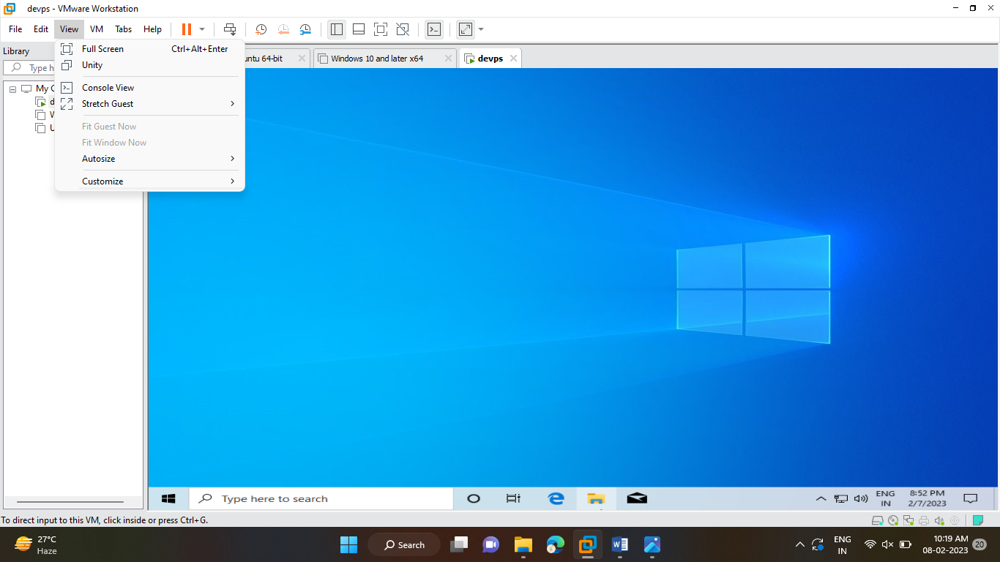 devps - VMware Workstation
File Edit View VM Tabs Help
Library
Type h
My C
d
W
U
Full Screen Ctrl+Alt+Enter
Unity
Console View
Stretch Guest
Fit Guest Now
Fit Window Now
Autosize
Customize
untu 64-bit
Windows 10 and later x64
devps
Type here to search
ENG
IN
8:52 PM
2/7/2023
To direct input to this VM, click inside or press Ctrl+G.
27°C
Haze
Search
ENG
IN
10:19 AM
08-02-2023
20